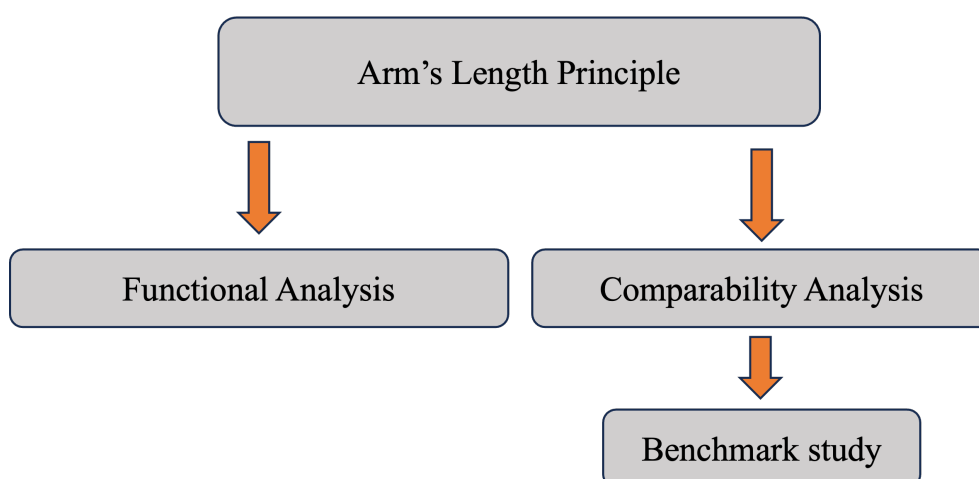 Arm’s Length Principle
Functional Analysis
Comparability Analysis
Benchmark study